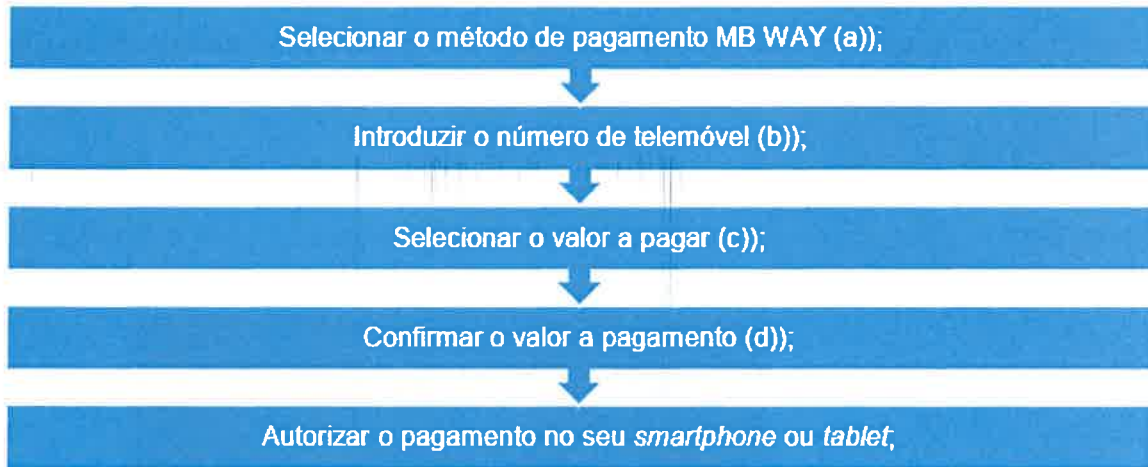 Selecionar o método de pagamento MB WAY (a));
Introduzir o número de telemóvel (b));
Selecionar o valor a pagar (c));
Confirmar o valor a pagamento (d));
Autorizar o pagamento no seu smartphone ou tablet;